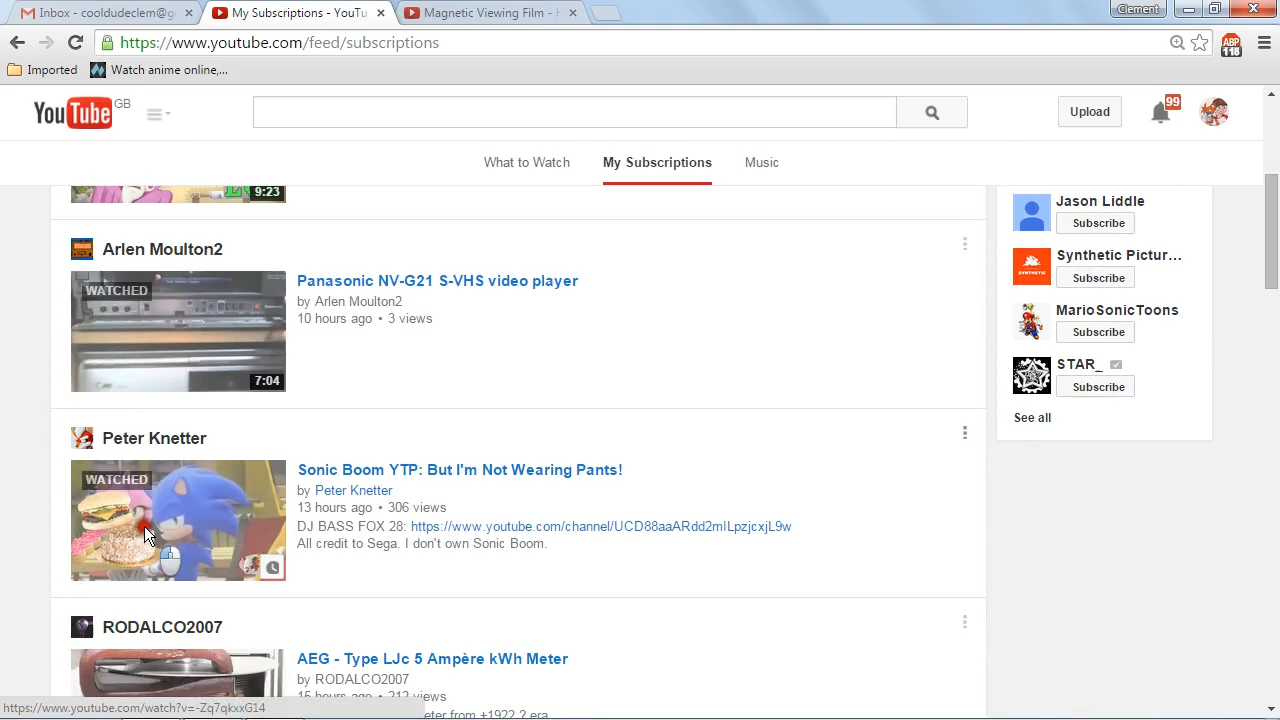 Inbox - cooldudeclem@g
My Subscriptions - YouTu
Magnetic Viewing Film -
Clement
https://www.youtube.com/feed/subscriptions
ABP
118
Imported
Watch anime online,...
YouTube GB
Upload
99
What to Watch
My Subscriptions
Music
9:23
Arlen Moulton2
WATCHED
7:04
Panasonic NV-G21 S-VHS video player
by Arlen Moulton2
10 hours ago • 3 views
Peter Knetter
WATCHED
Sonic Boom YTP: But I'm Not Wearing Pants!
by Peter Knetter
13 hours ago • 306 views
DJ BASS FOX 28: https://www.youtube.com/channel/UCD88aaARdd2mlLpzjcxjL9w
All credit to Sega. I don't own Sonic Boom.
RODALCO2007
AEG - Type LJc 5 Ampère kWh Meter
by RODALCO2007
15 hours ago • 212 views
eter from ±1922 ? era
Jason Liddle
Subscribe
Synthetic Pictur...
SYNTHETIC
Subscribe
MarioSonicToons
Subscribe
STAR_
Subscribe
See all
https://www.youtube.com/watch?v=-Zq7qkxxG14